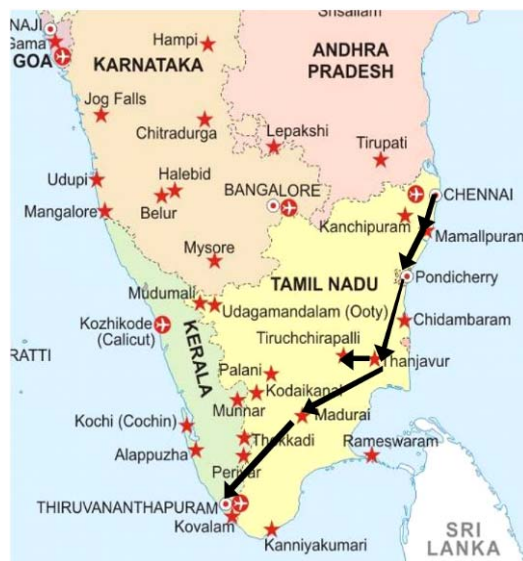 NAJI
Gama
GOA
Hampi
KARNATAKA
Srisailam
ANDHRA
PRADESH
Jog Falls
Chitradurga
Lepakshi
Tirupati
Udupi
Halebid
Belur
BANGALORE
CHENNAI
Mangalore
Kanchipuram
Mamallpuram
Mysore
TAMIL NADU
Pondicherry
Mudumali
Udagamandalam (Ooty)
Chidambaram
Kozhikode
(Calicut)
KERALA
RATTI
Tiruchchirapalli
Thanjavur
Palani
Kodaikanal
Munnar
Madurai
Kochi (Cochin)
Thekkadi
Rameswaram
Alappuzha
Periyar
THIRUVANANTHAPURAM
Kovalam
Kanniyakumari
SRI
LANKA